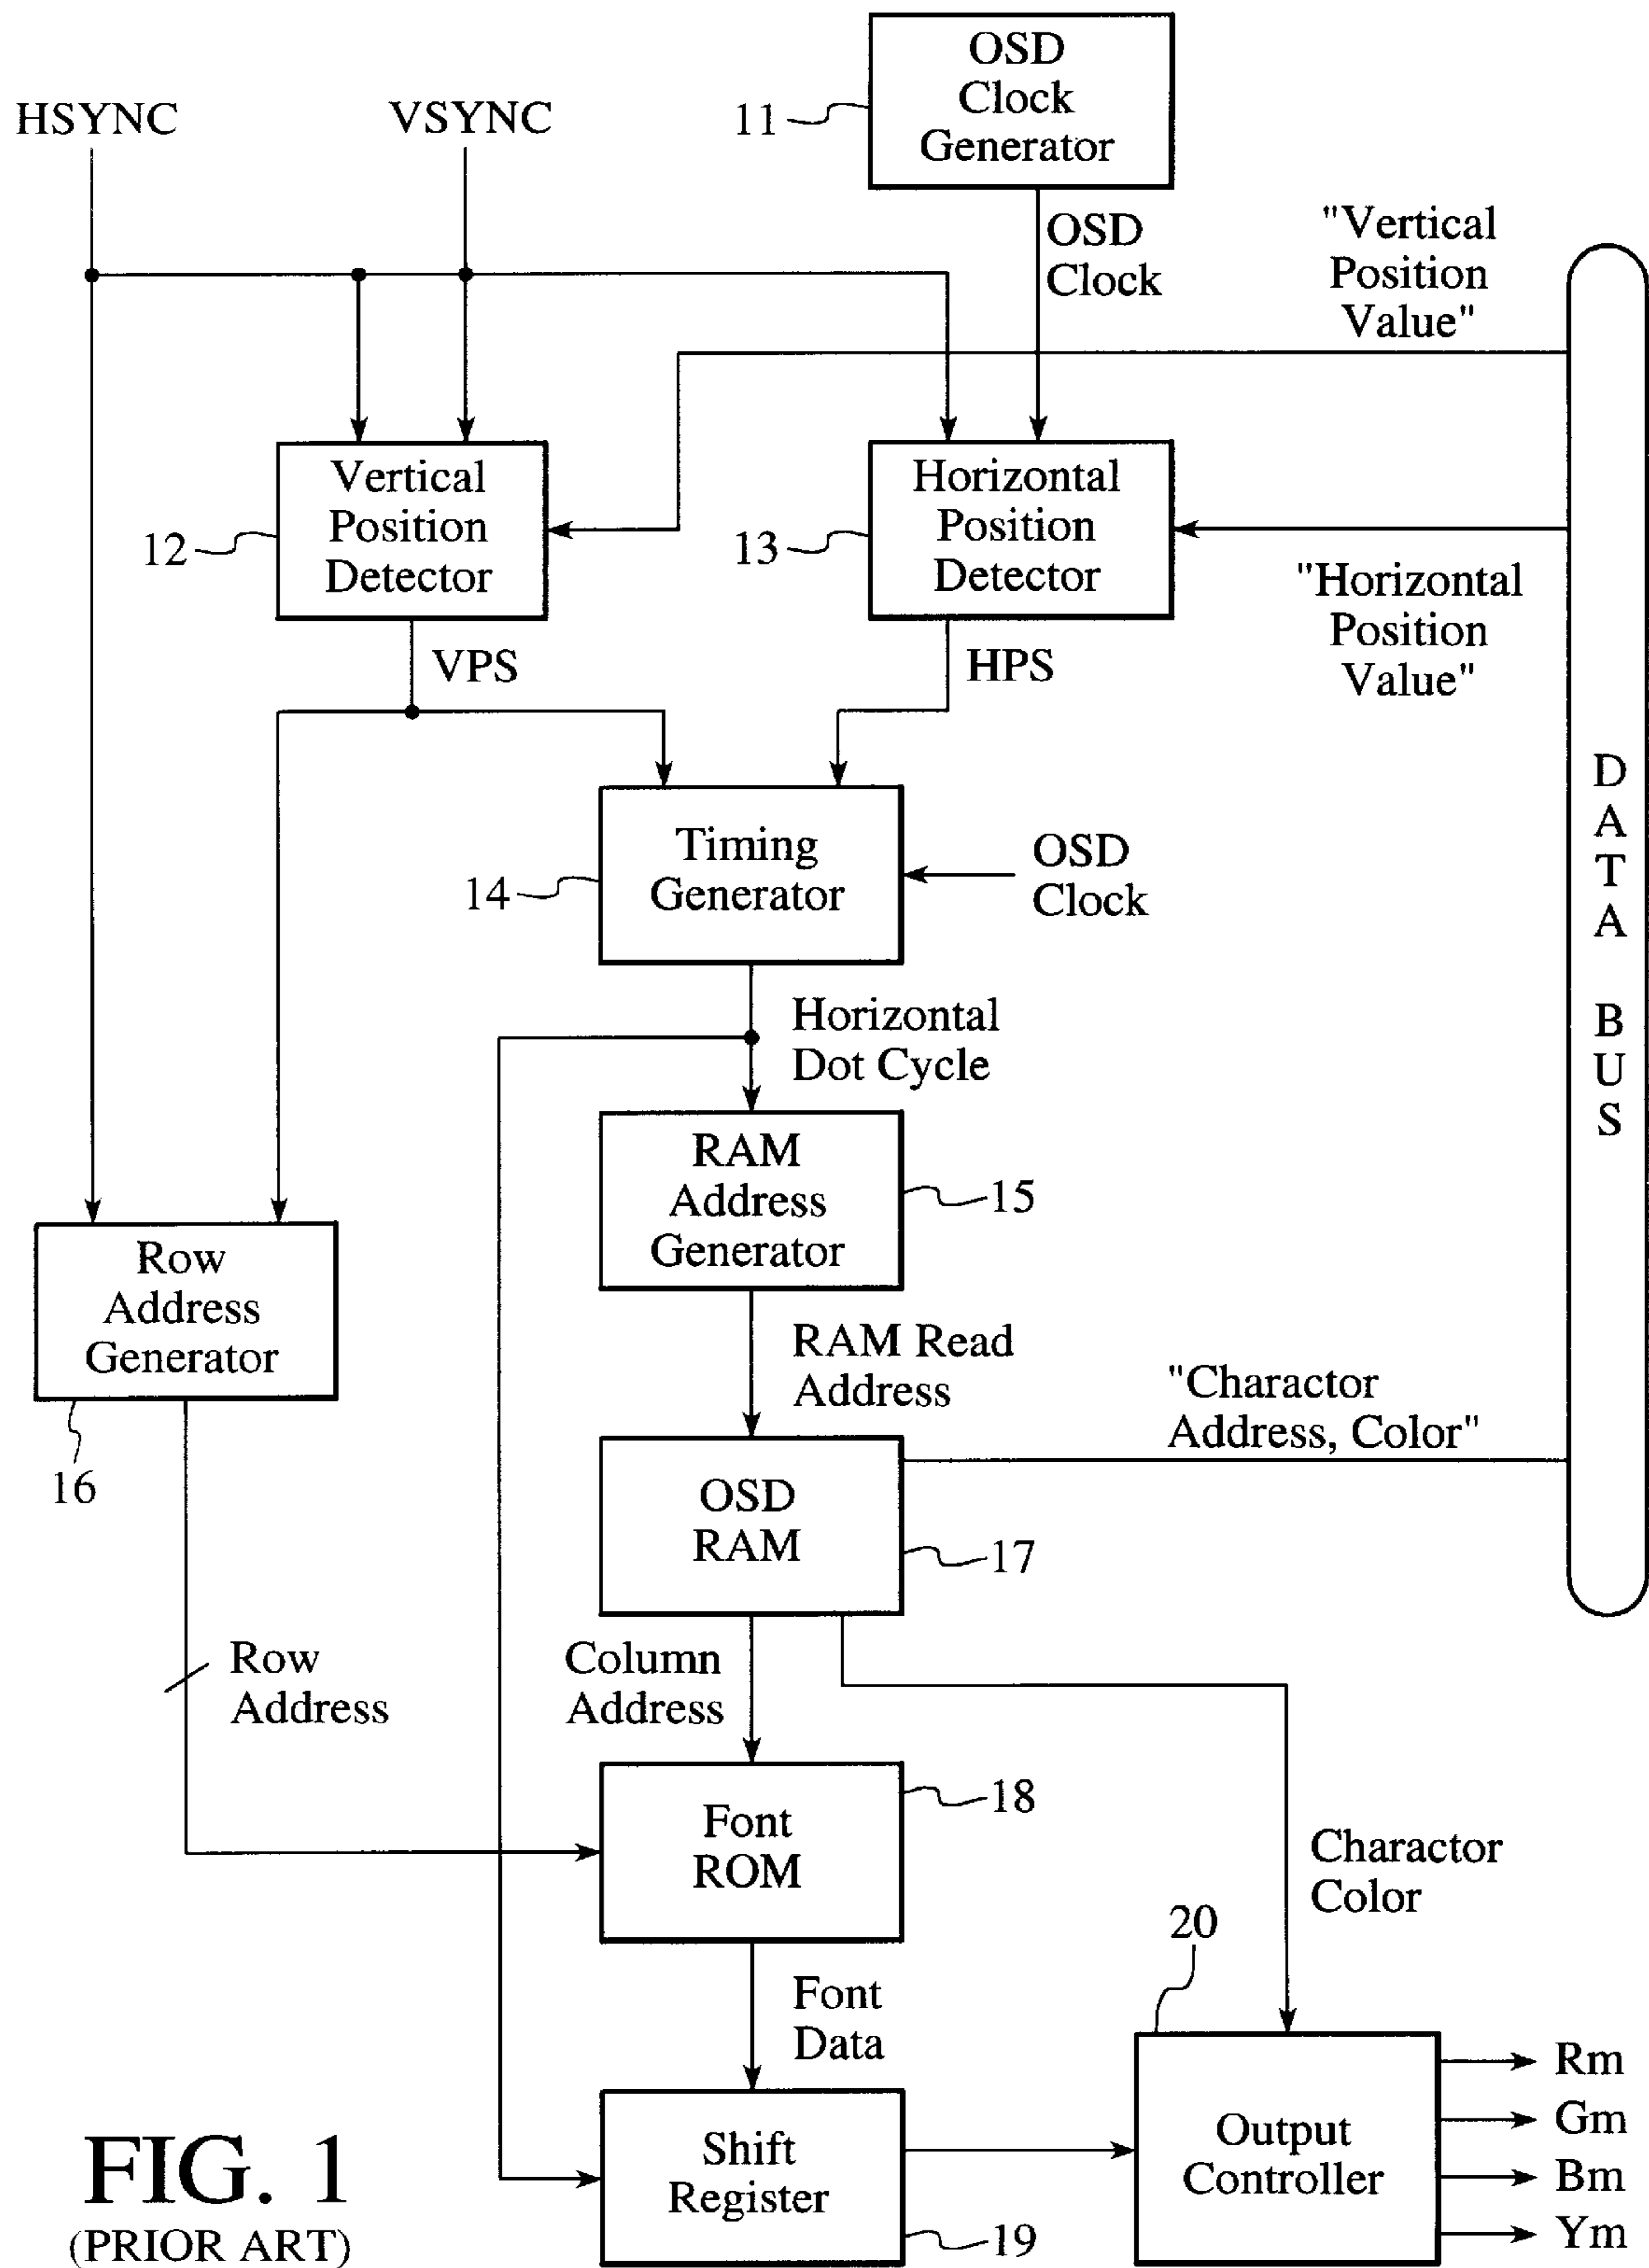 OSD
Clock
Generator
11
HSYNC
VSYNC
OSD
Clock
"Vertical
Position
Value"
Vertical
Position
Detector
12
Horizontal
Position
Detector
13
"Horizontal
Position
Value"
VPS
HPS
DATA BUS
Timing
Generator
14
OSD
Clock
Horizontal
Dot Cycle
RAM
Address
Generator
15
Row
Address
Generator
16
RAM Read
Address
"Charactor
Address, Color"
OSD
RAM
17
Row
Address
Column
Address
Font
ROM
18
Charactor
Color
20
Font
Data
Shift
Register
19
Output
Controller
Rm
Gm
Bm
Ym
FIG. 1
(PRIOR ART)